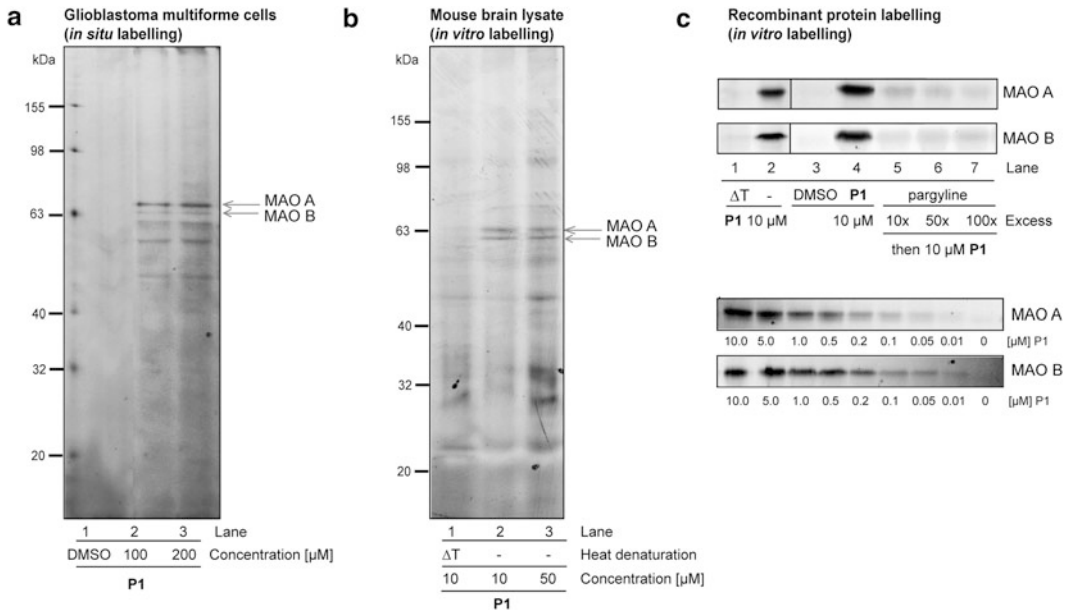 a
Glioblastoma multiforme cells
(in situ labelling)
kDa
155
98
63
40
32
20
MAO A
MAO B
1 2 3 Lane
DMSO 100 200 Concentration [µM]
P1
b
Mouse brain lysate
(in vitro labelling)
kDa
155
98
63
40
32
20
MAO A
MAO B
1 2 3 Lane
ΔT - - Heat denaturation
10 10 50 Concentration [µM]
P1
c
Recombinant protein labelling
(in vitro labelling)
MAO A
MAO B
1 2 3 4 5 6 7 Lane
ΔT - DMSO P1 pargyline
P1 10 µM 10 µM 10x 50x 100x Excess
then 10 µM P1
MAO A
10.0 5.0 1.0 0.5 0.2 0.1 0.05 0.01 0 [µM] P1
MAO B
10.0 5.0 1.0 0.5 0.2 0.1 0.05 0.01 0 [µM] P1